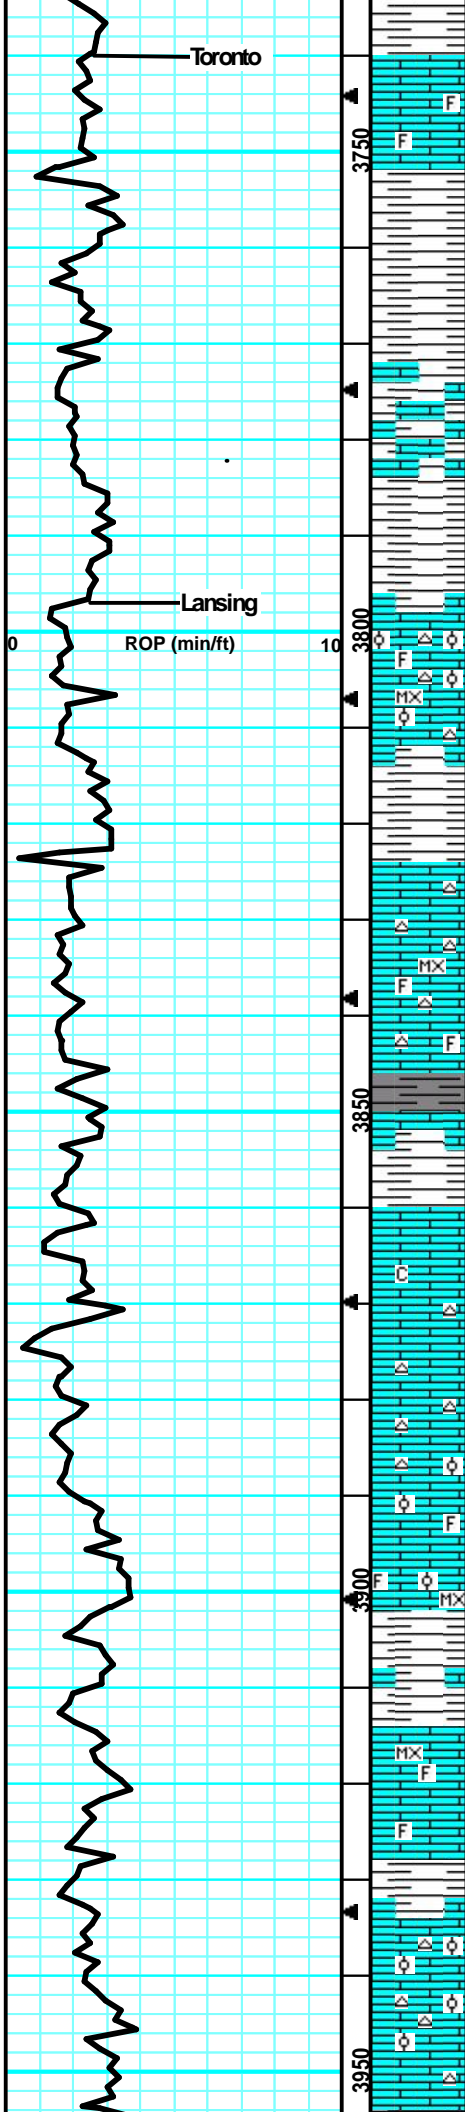 Toronto
F
3750
F
Lansing
3800
0 ROP (min/ft) 10
F
MX
MX
F
F
3850
C
F
F
3900
MX
MX
F
F
3950